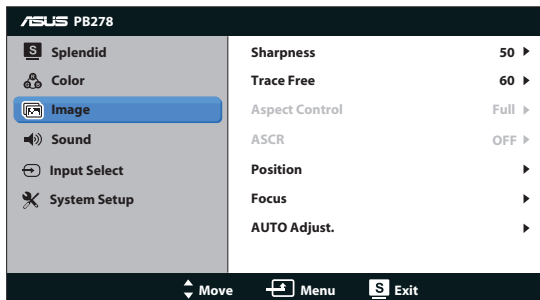 ASUS PB278
S Splendid
Color
Image
Sound
Input Select
System Setup
Sharpness 50
Trace Free 60
Aspect Control Full
ASCR OFF
Position
Focus
AUTO Adjust.
Move Menu S Exit